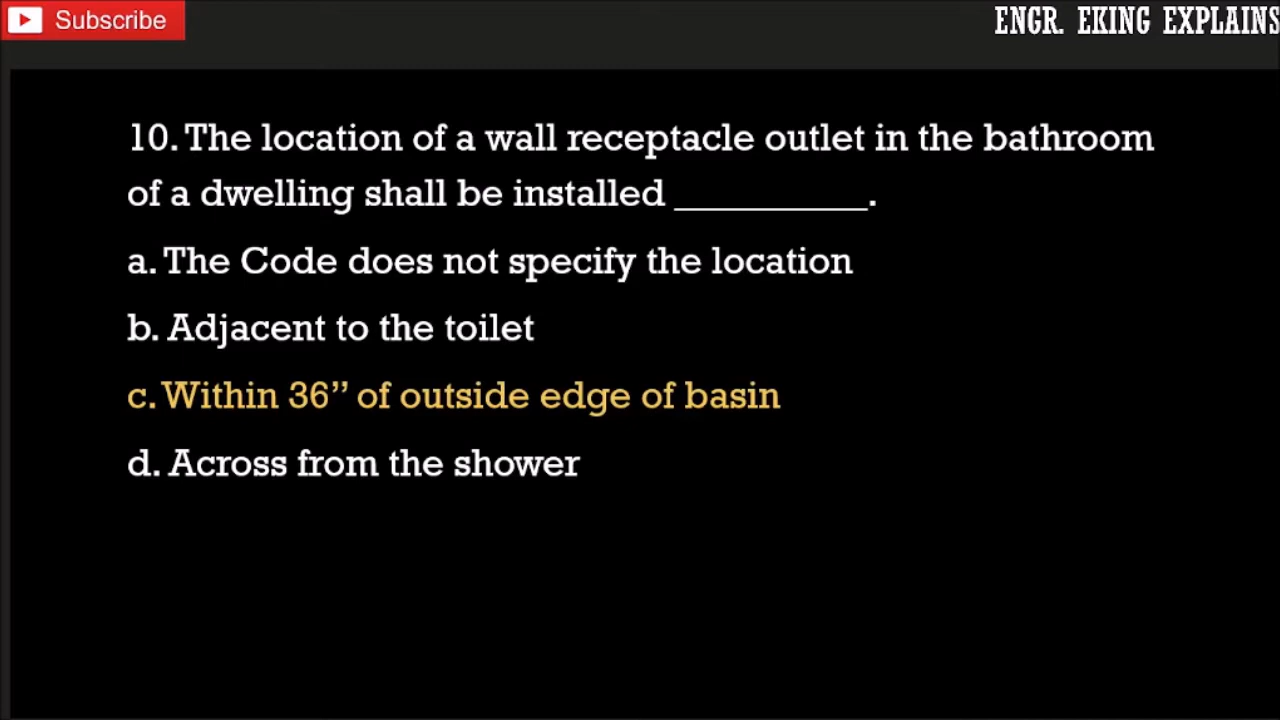 Subscribe
ENGR. EKING EXPLAINS
10. The location of a wall receptacle outlet in the bathroom
of a dwelling shall be installed __________.
a. The Code does not specify the location
b. Adjacent to the toilet
c. Within 36” of outside edge of basin
d. Across from the shower